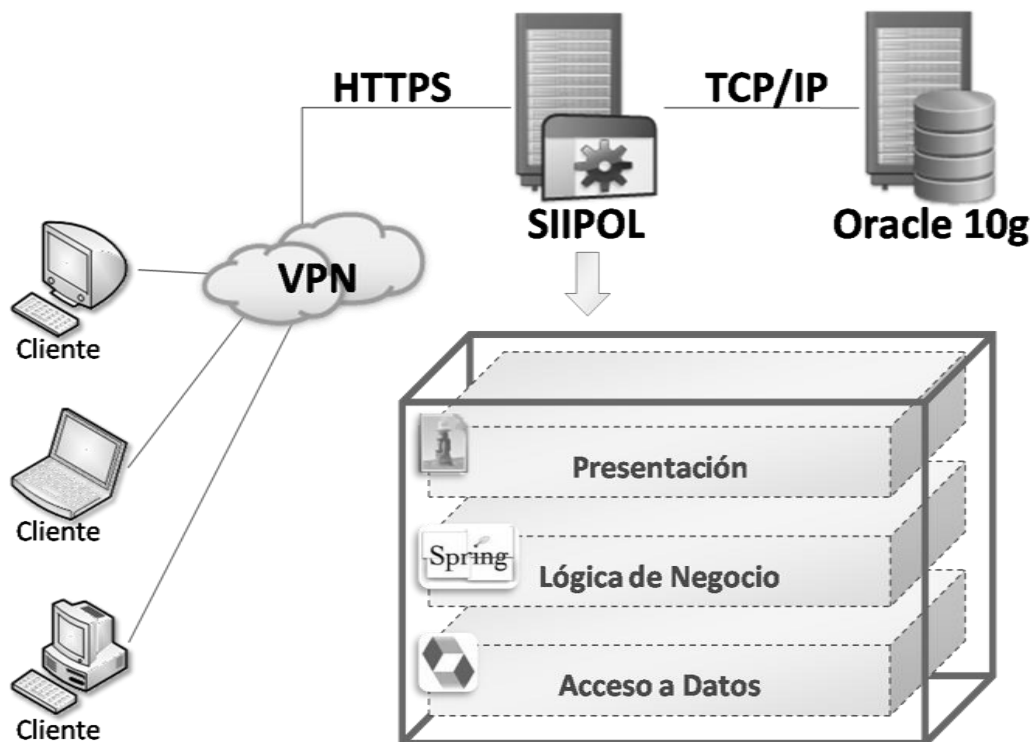 HTTPS
TCP/IP
SIIPOL
Oracle 10g
VPN
Cliente
Cliente
Cliente
Presentación
Spring
Lógica de Negocio
Acceso a Datos